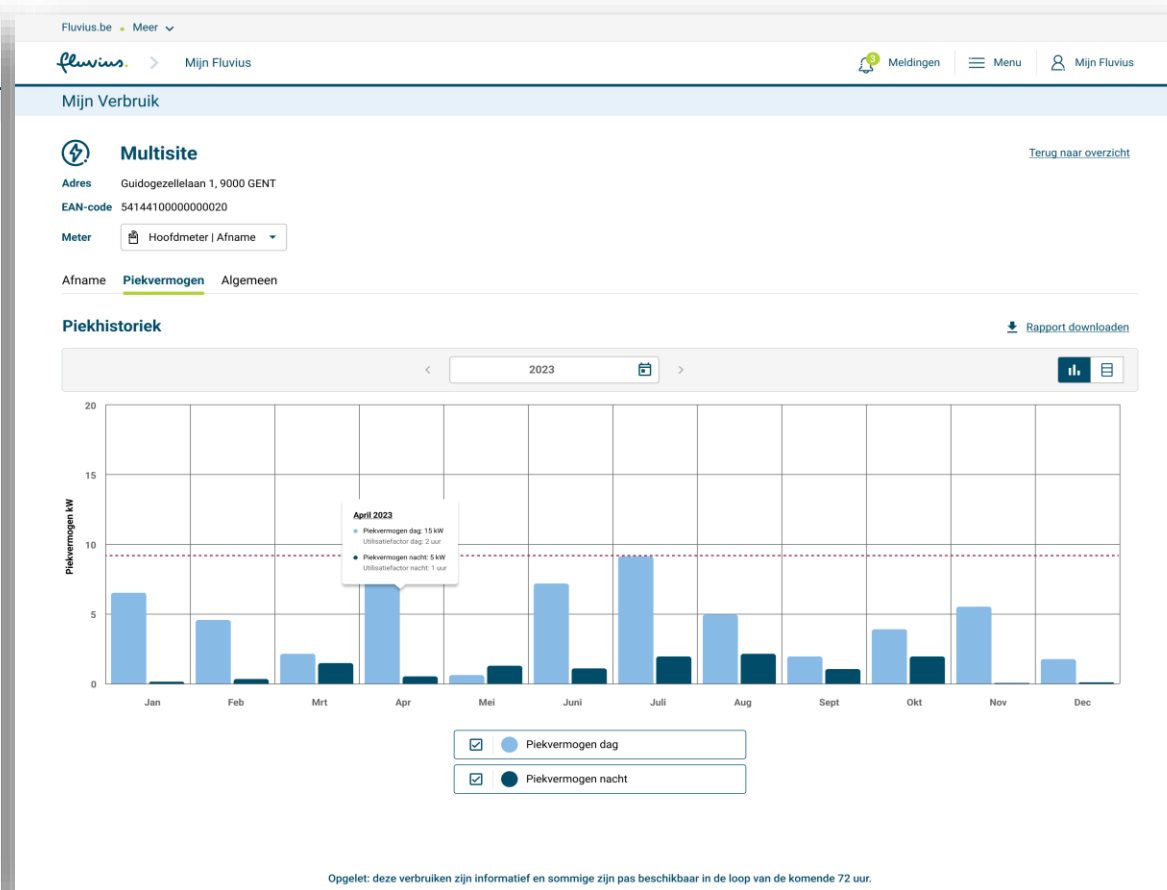 Fluvius.be • Meer
fluvius. > Mijn Fluvius
3 Meldingen Menu Mijn Fluvius
Mijn Verbruik
Multisite
Terug naar overzicht
Adres Guidogezellelaan 1, 9000 GENT
EAN-code 54144100000000020
Meter Hoofdmeter | Afname
Afname Piekvermogen Algemeen
Piekhistoriek
Rapport downloaden
< 2023 >
Piekvermogen kW
20
15
10
5
0
April 2023
Piekvermogen dag: 15 kW
Utilisatiefactor dag: 2 uur
Piekvermogen nacht: 5 kW
Utilisatiefactor nacht: 1 uur
Jan Feb Mrt Apr Mei Juni Juli Aug Sept Okt Nov Dec
Piekvermogen dag
Piekvermogen nacht
Opgelet: deze verbruiken zijn informatief en sommige zijn pas beschikbaar in de loop van de komende 72 uur.